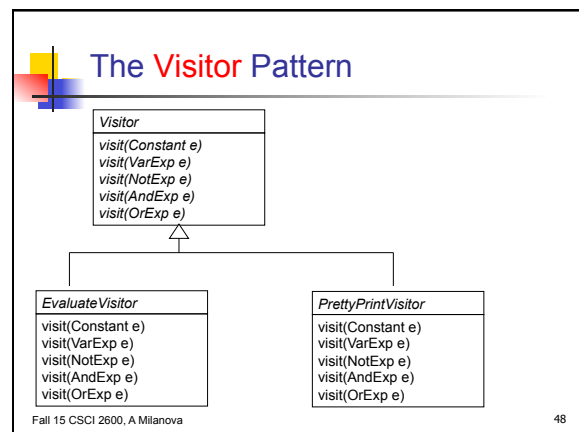 The Visitor Pattern
Visitor
visit(Constant e)
visit(VarExp e)
visit(NotExp e)
visit(AndExp e)
visit(OrExp e)
EvaluateVisitor
visit(Constant e)
visit(VarExp e)
visit(NotExp e)
visit(AndExp e)
visit(OrExp e)
PrettyPrintVisitor
visit(Constant e)
visit(VarExp e)
visit(NotExp e)
visit(AndExp e)
visit(OrExp e)
Fall 15 CSCI 2600, A Milanova
48